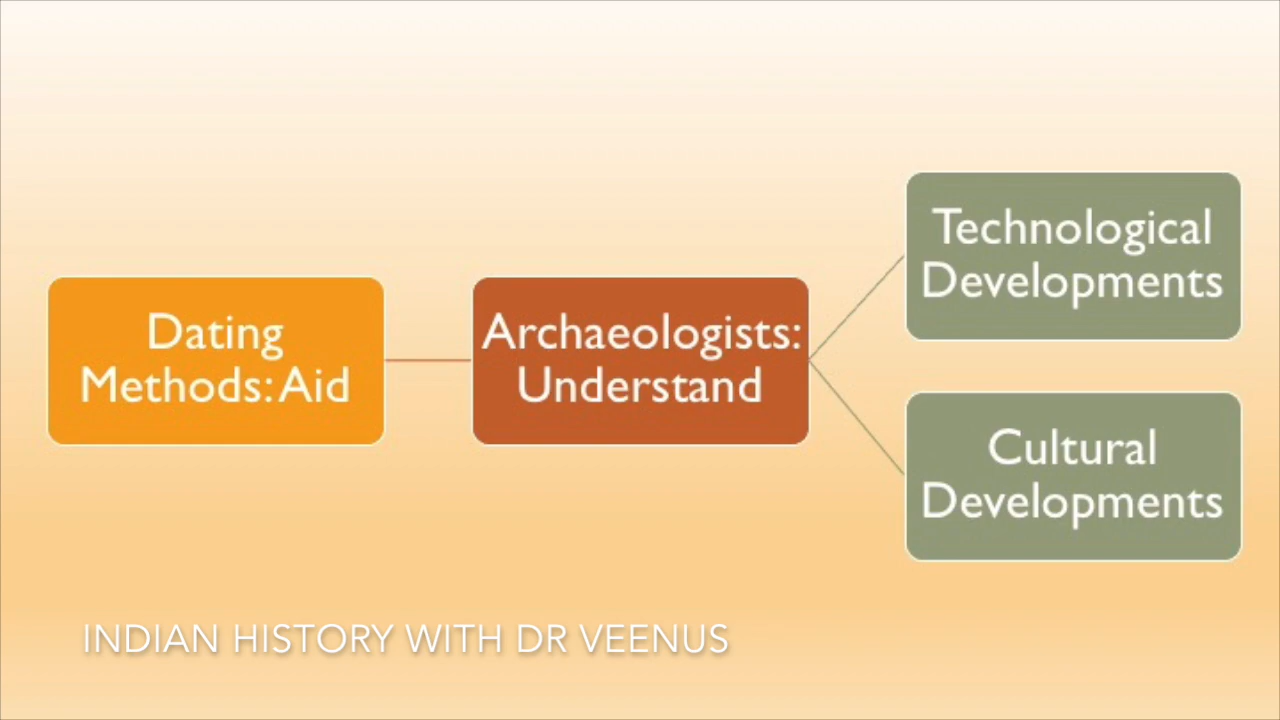 Dating
Methods: Aid
Archaeologists:
Understand
Technological
Developments
Cultural
Developments
INDIAN HISTORY WITH DR VEENUS